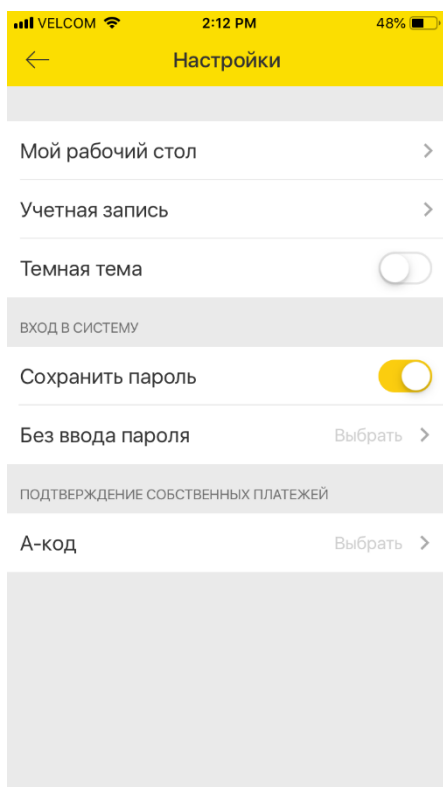 VELCOM 2:12 PM 48%
Настройки
Мой рабочий стол
Учетная запись
Темная тема
ВХОД В СИСТЕМУ
Сохранить пароль
Без ввода пароля Выбрать
ПОДТВЕРЖДЕНИЕ СОБСТВЕННЫХ ПЛАТЕЖЕЙ
А-код Выбрать